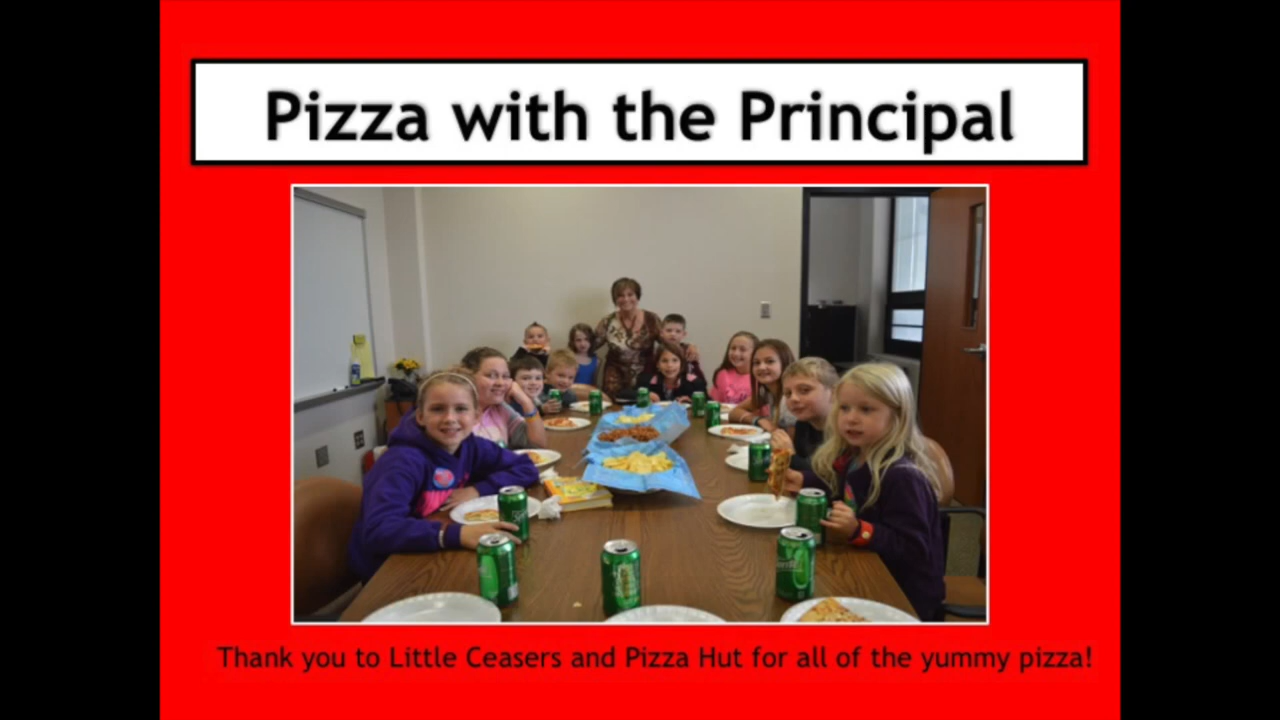 Pizza with the Principal
Thank you to Little Ceasers and Pizza Hut for all of the yummy pizza!